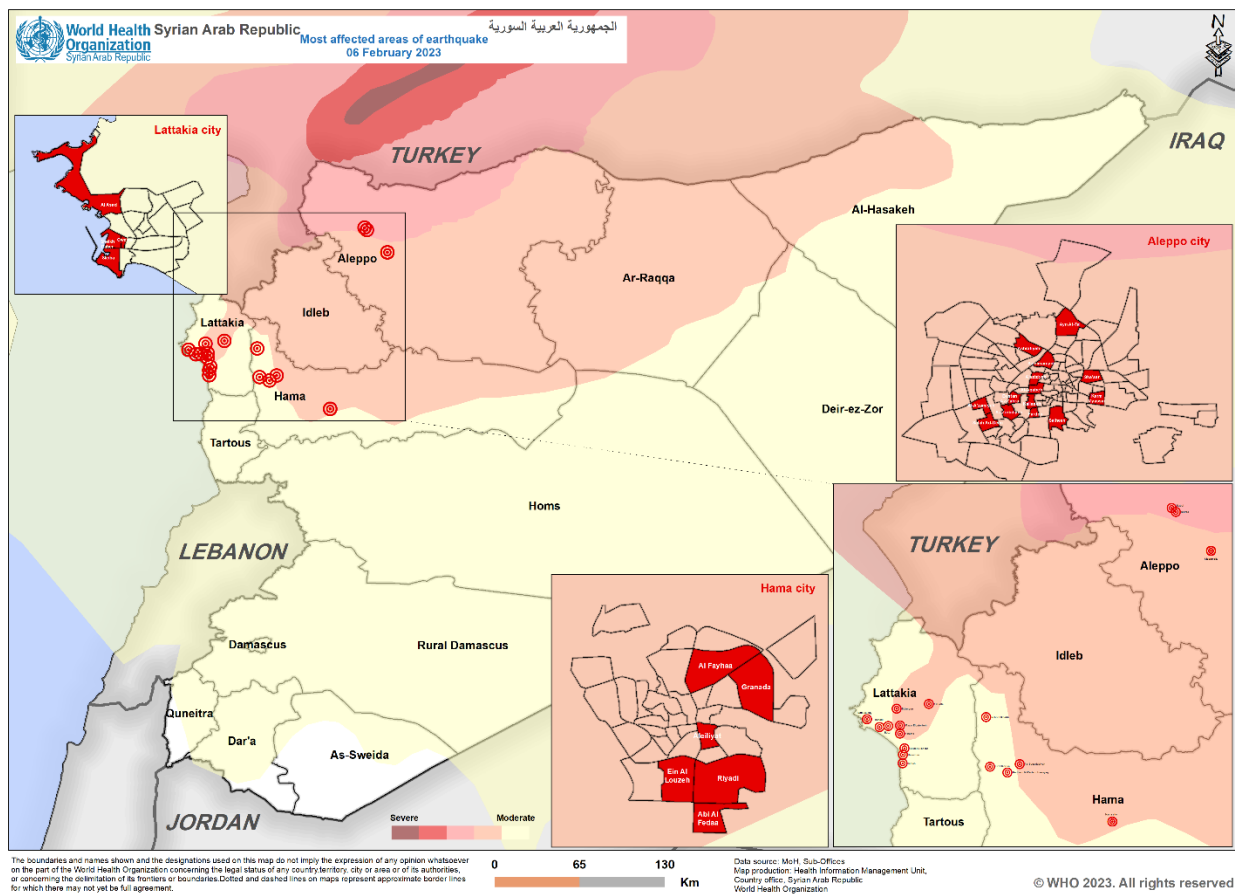 World Health
Organization
Syrian Arab Republic
Syrian Arab Republic
الجمهورية العربية السورية
Most affected areas of earthquake
06 February 2023
N
Lattakia city
TURKEY
IRAQ
Al-Hasakeh
Aleppo city
Aleppo
Ar-Raqqa
Idleb
Lattakia
Hama
Deir-ez-Zor
Tartous
Homs
LEBANON
TURKEY
Aleppo
Hama city
Idleb
Damascus
Rural Damascus
Al Fayhaa
Granada
Lattakia
Quneitra
Dar'a
As-Sweida
Ein Al
Louzeh
Riyadi
Abi Al
Fedaa
Hama
Tartous
JORDAN
Severe
Moderate
The boundaries and names shown and the designations used on this map do not imply the expression of any opinion whatsoever
on the part of the World Health Organization concerning the legal status of any country,territory, city or area or of its authorities,
or concerning the delimitation of its frontiers or boundaries.Dotted and dashed lines on maps represent approximate border lines
for which there may not yet be full agreement.
0 65 130
Km
Data source: MoH, Sub-Offices
Map production: Health Information Management Unit,
Country office, Syrian Arab Republic
World Health Organization
© WHO 2023. All rights reserved